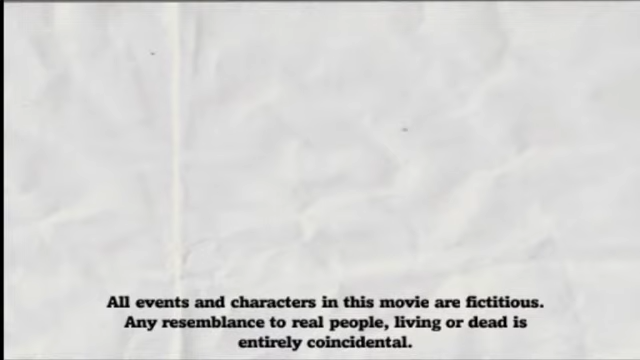 All events and characters in this movie are fictitious.
Any resemblance to real people, living or dead is
entirely coincidental.